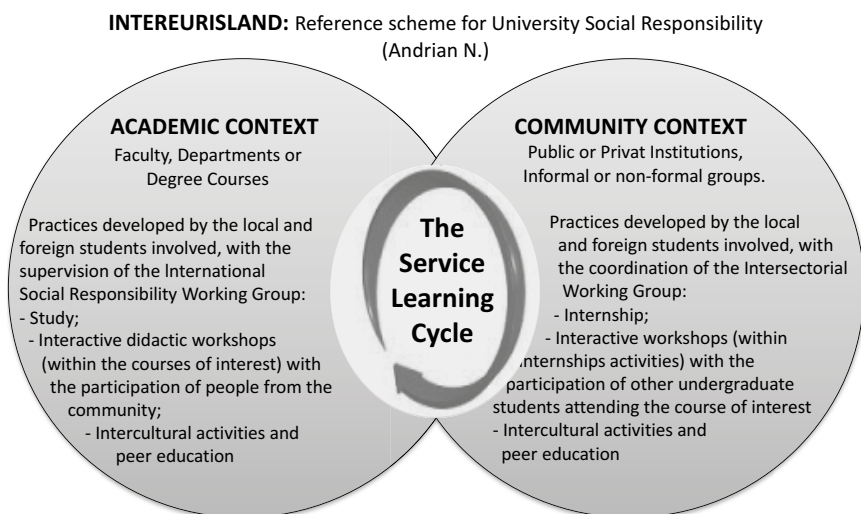 INTEREURISLAND: Reference scheme for University Social Responsibility
(Andrian N.)
ACADEMIC CONTEXT
Faculty, Departments or
Degree Courses
Practices developed by the local and
foreign students involved, with the
supervision of the International
Social Responsibility Working Group:
- Study;
- Interactive didactic workshops
(within the courses of interest) with
the participation of people from the
community;
- Intercultural activities and
peer education
The
Service
Learning
Cycle
COMMUNITY CONTEXT
Public or Privat Institutions,
Informal or non-formal groups.
Practices developed by the local
and foreign students involved, with
the coordination of the Intersectorial
Working Group:
- Internship;
- Interactive workshops (within
internships activities) with the
participation of other undergraduate
students attending the course of interest
- Intercultural activities and
peer education